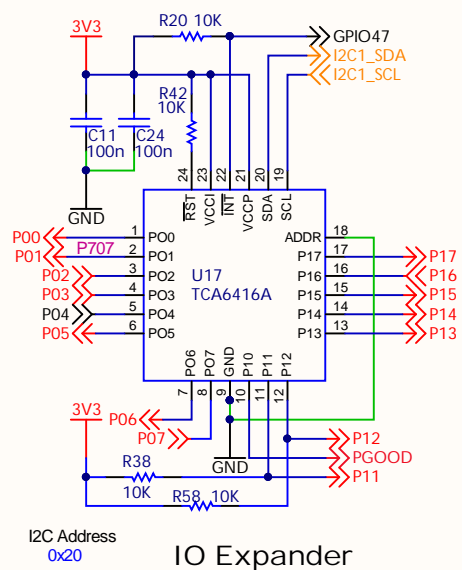 R20 10K
3V3
GPIO47
I2C1_SDA
I2C1_SCL
R42
10K
C11
100n
C24
100n
GND
24
23
22
21
20
19
RST
VCCI
INT
VCCP
SDA
SCL
P00
1
PO0
ADDR
18
P01
P707
2
PO1
P17
17
P17
P02
3
PO2
U17
P16
16
P16
P03
4
PO3
TCA6416A
P15
15
P15
P04
5
PO4
P14
14
P14
P05
6
PO5
P13
13
P13
PO6
PO7
GND
P10
P11
P12
7
8
9
10
11
12
3V3
P06
P07
P12
GND
PGOOD
R38
P11
10K
R58 10K
I2C Address
0x20
IO Expander